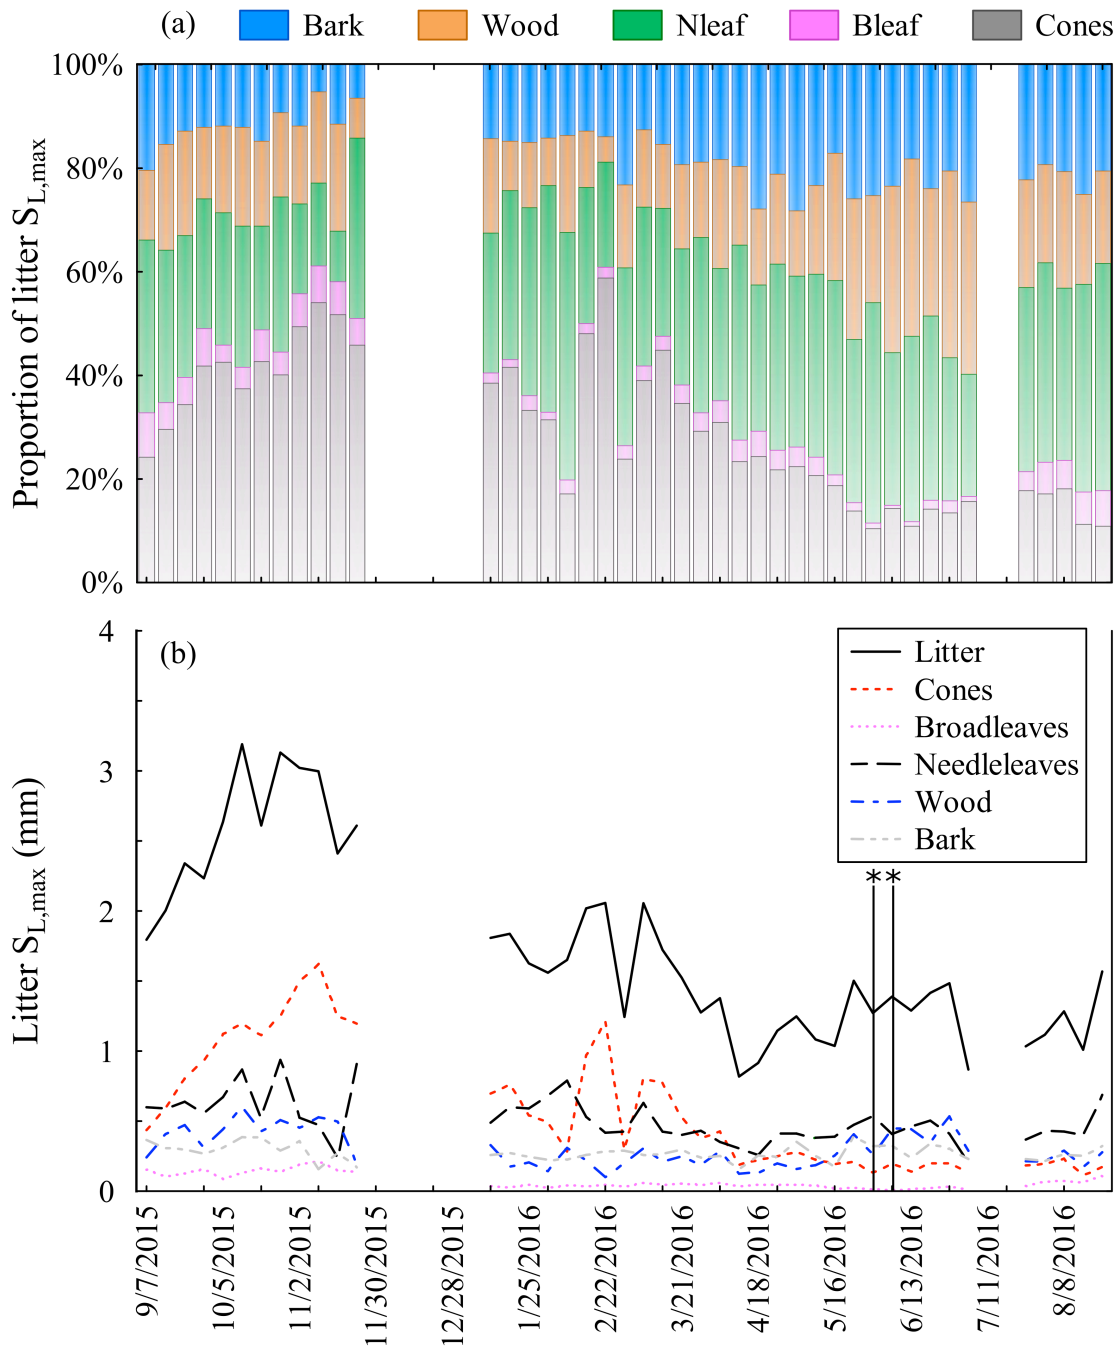 (a) Bark Wood Nleaf Bleaf Cones
100%
80%
60%
40%
20%
0%
Proportion of litter S_L,max
(b)
4
3
2
1
0
Litter S_L,max (mm)
Litter
Cones
Broadleaves
Needleleaves
Wood
Bark
**
9/7/2015
10/5/2015
11/2/2015
11/30/2015
12/28/2015
1/25/2016
2/22/2016
3/21/2016
4/18/2016
5/16/2016
6/13/2016
7/11/2016
8/8/2016